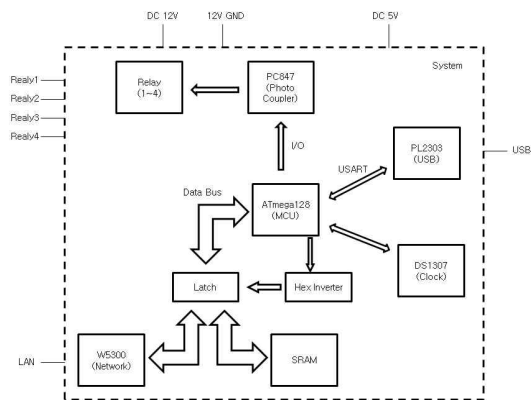 DC 12V
12V GND
DC 5V
System
Realy1
Realy2
Realy3
Realy4
Relay
(1~4)
PC847
(Photo
Coupler)
I/O
PL2303
(USB)
USB
USART
Data Bus
ATmega128
(MCU)
DS1307
(Clock)
Latch
Hex Inverter
LAN
W5300
(Network)
SRAM